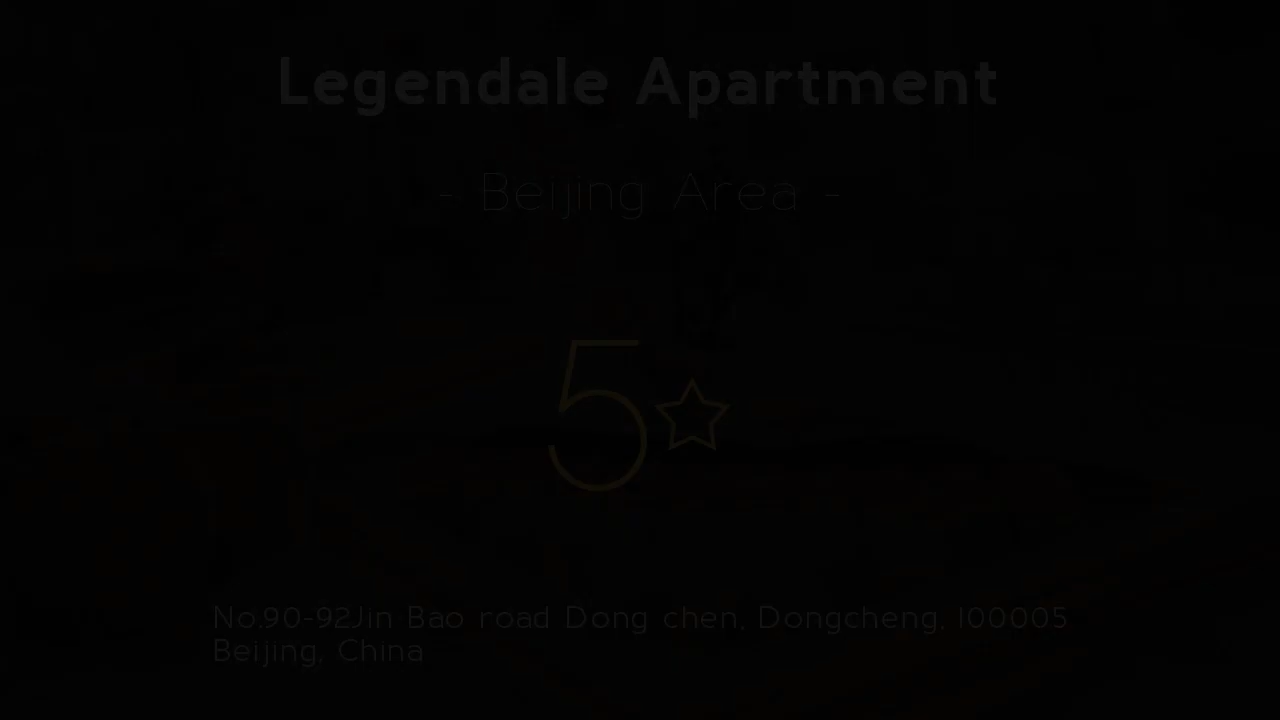 Legendale Apartment
- Beijing Area -
5
No.90-92Jin Bao road Dong chen, Dongcheng, 100005
Beijing, China